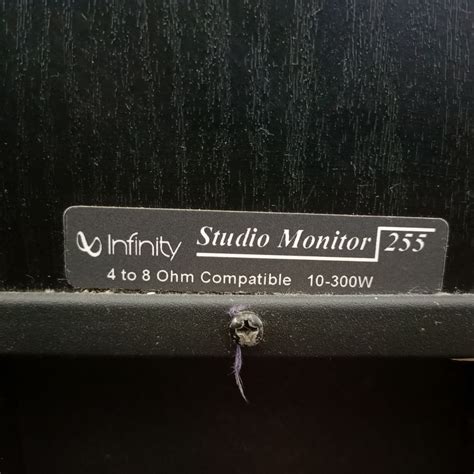 Infinity Studio Monitor 255
4 to 8 Ohm Compatible 10-300W